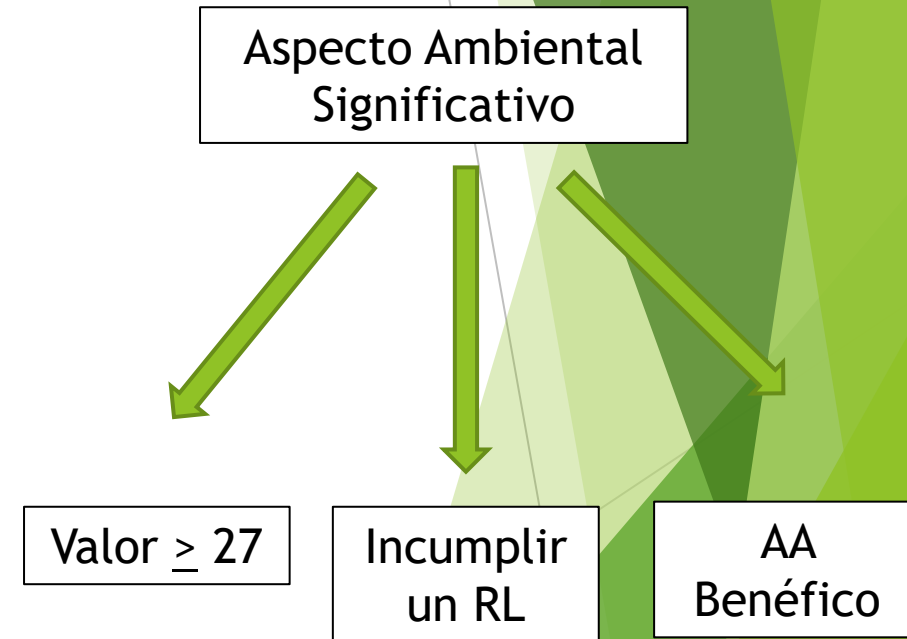 Aspecto Ambiental
Significativo
Valor ≥ 27
Incumplir
un RL
AA
Benéfico